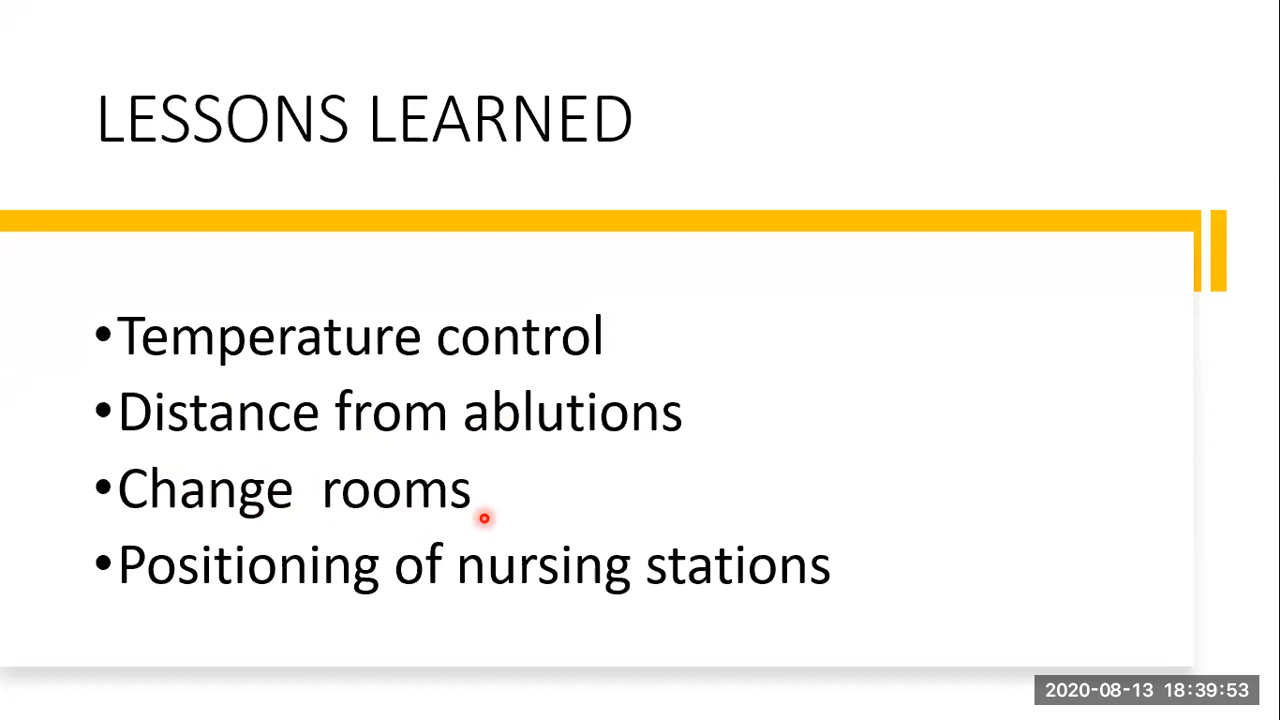 LESSONS LEARNED
•Temperature control
•Distance from ablutions
•Change  rooms
•Positioning of nursing stations
2020-08-13 18:39:53